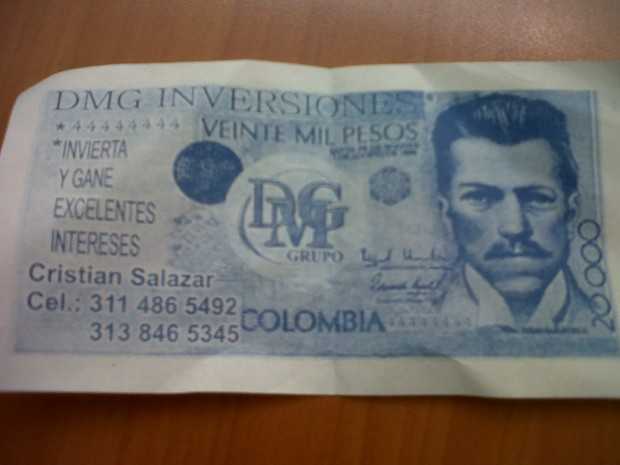 DMG INVERSIONES
*44444444
VEINTE MIL PESOS
*INVIERTA
Y GANE
EXCELENTES
INTERESES
DMG
GRUPO
Cristian Salazar
Cel.: 311 486 5492
313 846 5345
COLOMBIA
20000